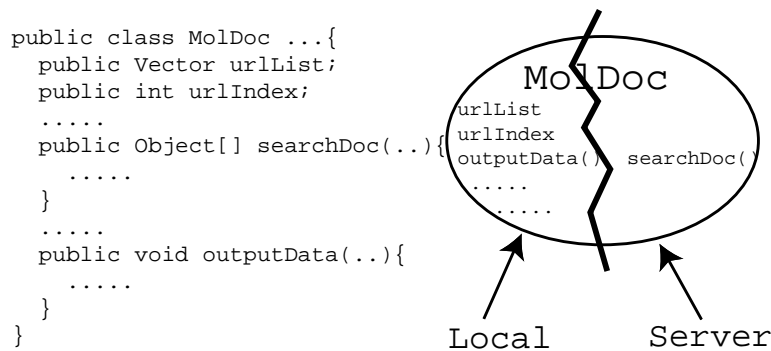 public class MolDoc ...{
  public Vector urlList;
  public int urlIndex;
  .....
  public Object[] searchDoc(..){
    .....
  }
  .....
  public void outputData(..){
    .....
  }
}
MolDoc
urlList
urlIndex
outputData() searchDoc()
.....
.....
Local Server